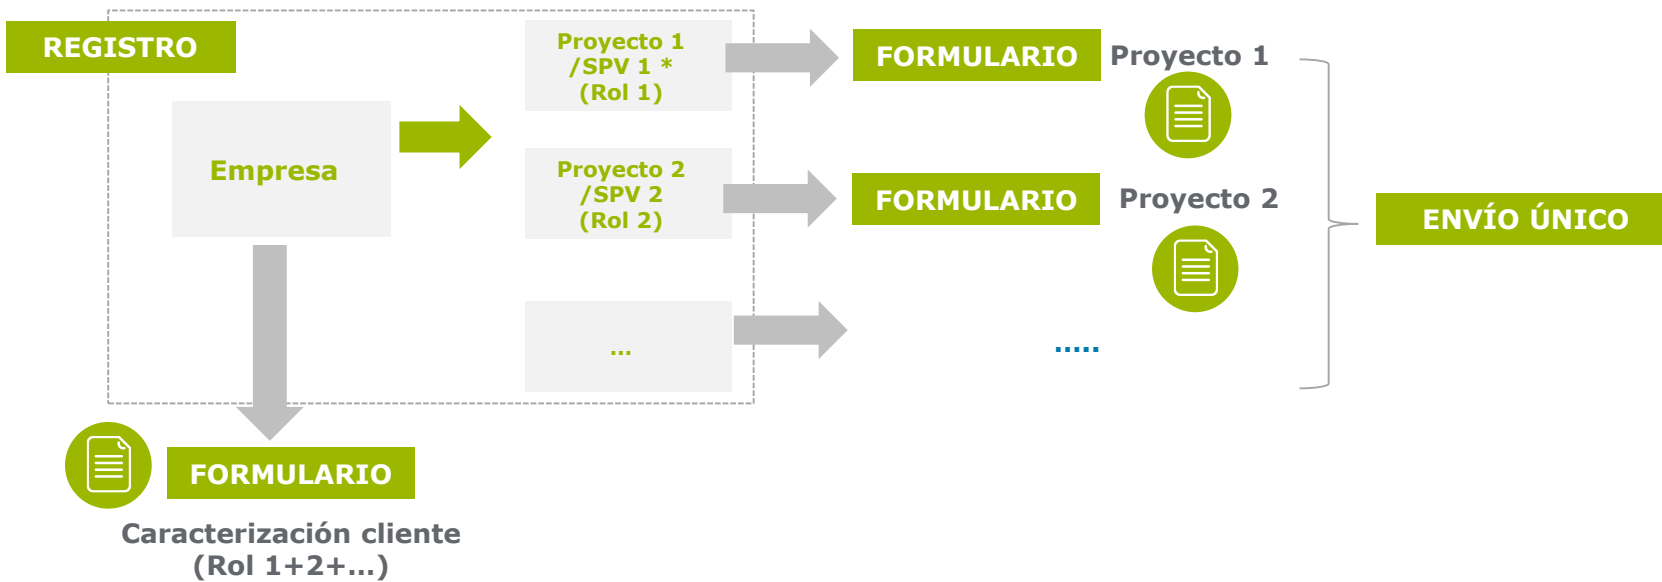 REGISTRO
Empresa
Proyecto 1
/SPV 1 *
(Rol 1)
FORMULARIO
Proyecto 1
Proyecto 2
/SPV 2
(Rol 2)
FORMULARIO
Proyecto 2
ENVÍO ÚNICO
...
.....
FORMULARIO
Caracterización cliente
(Rol 1+2+...)